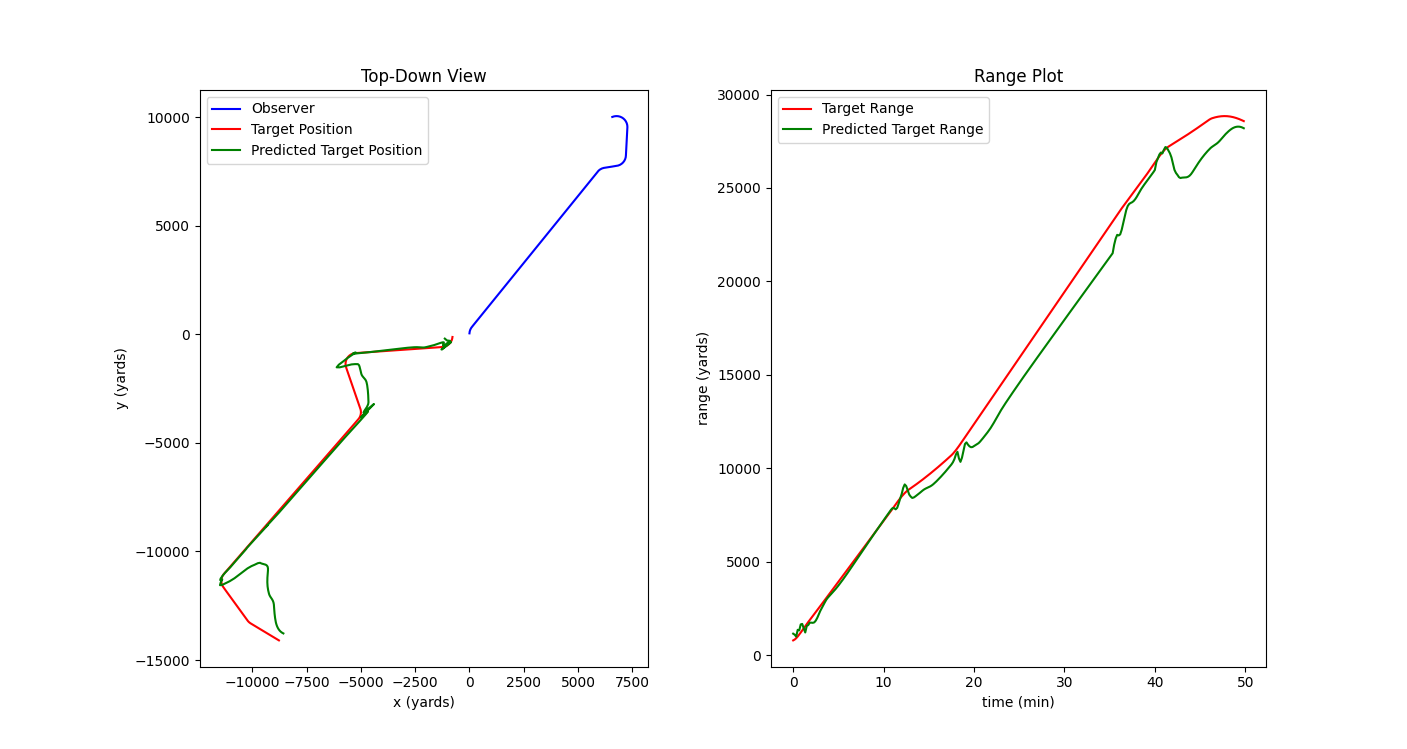 Top-Down View
Observer
Target Position
Predicted Target Position
10000
5000
0
−5000
−10000
−15000
y (yards)
−10000 −7500 −5000 −2500 0 2500 5000 7500
x (yards)
Range Plot
Target Range
Predicted Target Range
30000
25000
20000
15000
10000
5000
0
range (yards)
0 10 20 30 40 50
time (min)